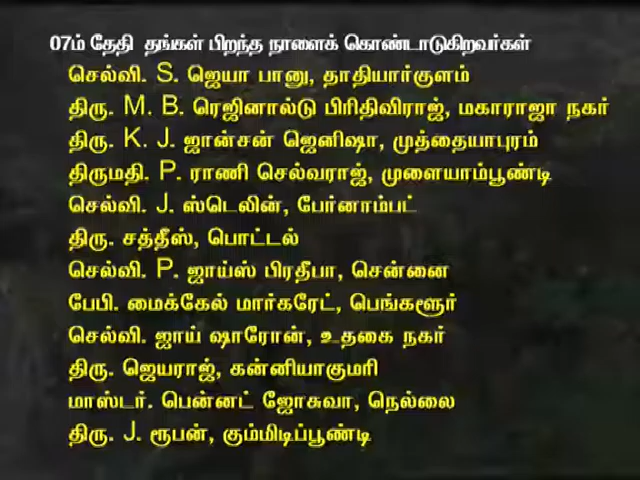 07ம் தேதி தங்கள் பிறந்த நாளைக் கொண்டாடுகிறவர்கள்
செல்வி. S. ஜெயா பானு, தாதியார்குளம்
திரு. M. B. ரெஜினால்டு பிரிதிவிராஜ், மகாராஜா நகர்
திரு. K. J. ஜான்சன் ஜெனிஷா, முத்தையாபுரம்
திருமதி. P. ராணி செல்வராஜ், முளையாம்பூண்டி
செல்வி. J. ஸ்டெலின், பேர்னாம்பட்
திரு. சத்தீஸ், பொட்டல்
செல்வி. P. ஜாய்ஸ் பிரதீபா, சென்னை
பேபி. மைக்கேல் மார்கரேட், பெங்களூர்
செல்வி. ஜாய் ஷாரோன், உதகை நகர்
திரு. ஜெயராஜ், கன்னியாகுமரி
மாஸ்டர். பென்னட் ஜோசுவா, நெல்லை
திரு. J. ரூபன், கும்மிடிப்பூண்டி